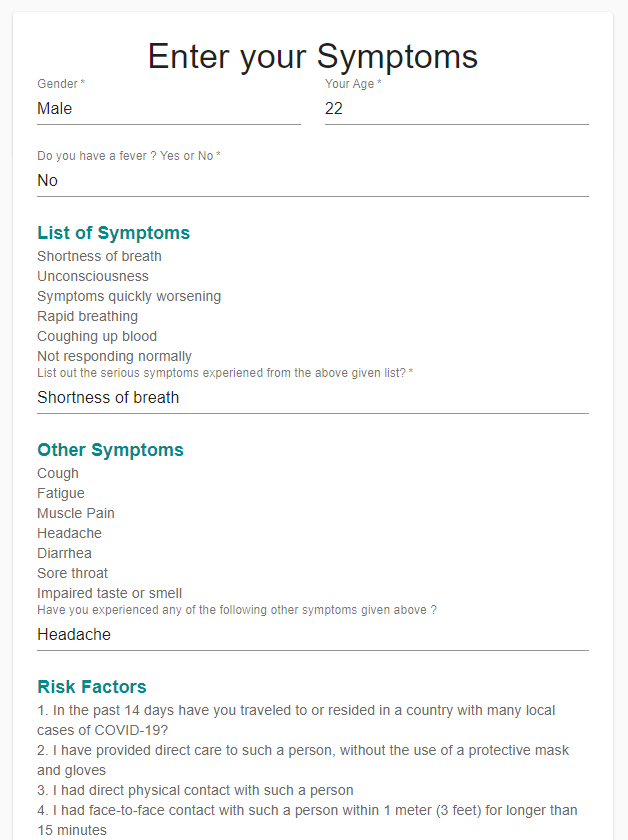 Enter your Symptoms
Gender * Your Age *
Male 22
Do you have a fever ? Yes or No *
No
List of Symptoms
Shortness of breath
Unconsciousness
Symptoms quickly worsening
Rapid breathing
Coughing up blood
Not responding normally
List out the serious symptoms experiened from the above given list? *
Shortness of breath
Other Symptoms
Cough
Fatigue
Muscle Pain
Headache
Diarrhea
Sore throat
Impaired taste or smell
Have you experienced any of the following other symptoms given above ?
Headache
Risk Factors
1. In the past 14 days have you traveled to or resided in a country with many local
cases of COVID-19?
2. I have provided direct care to such a person, without the use of a protective mask
and gloves
3. I had direct physical contact with such a person
4. I had face-to-face contact with such a person within 1 meter (3 feet) for longer than
15 minutes